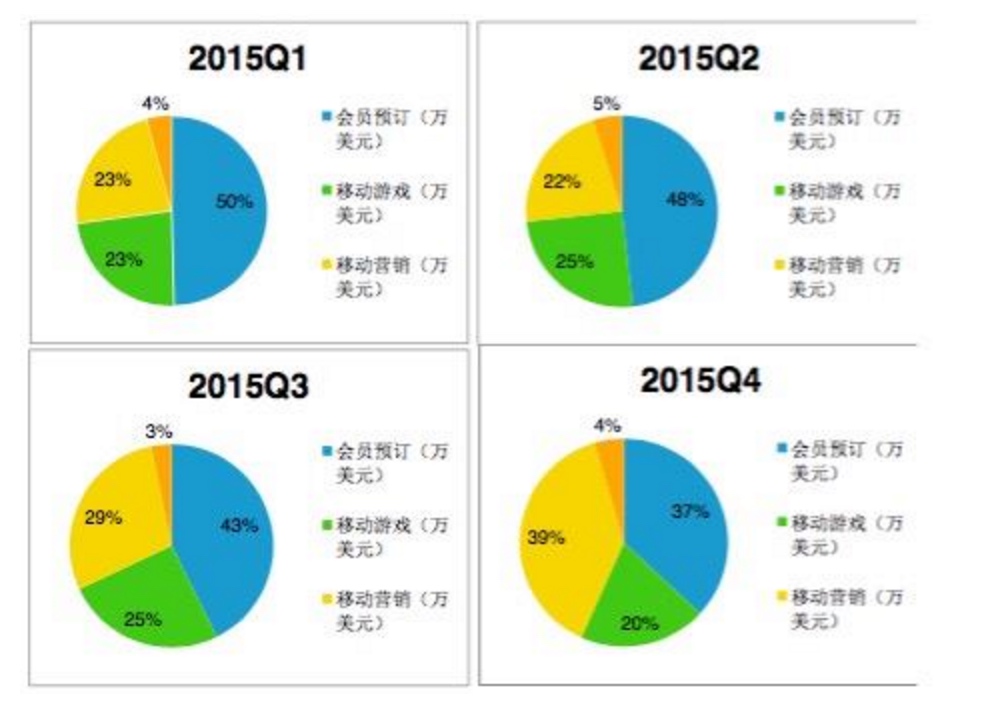 2015Q1
4%
23%
50%
23%
会员预订（万
美元）
移动游戏（万
美元）
移动营销（万
美元）
2015Q2
5%
22%
48%
25%
会员预订（万
美元）
移动游戏（万
美元）
移动营销（万
美元）
2015Q3
3%
29%
43%
25%
会员预订（万
美元）
移动游戏（万
美元）
移动营销（万
美元）
2015Q4
4%
37%
39%
20%
会员预订（万
美元）
移动游戏（万
美元）
移动营销（万
美元）